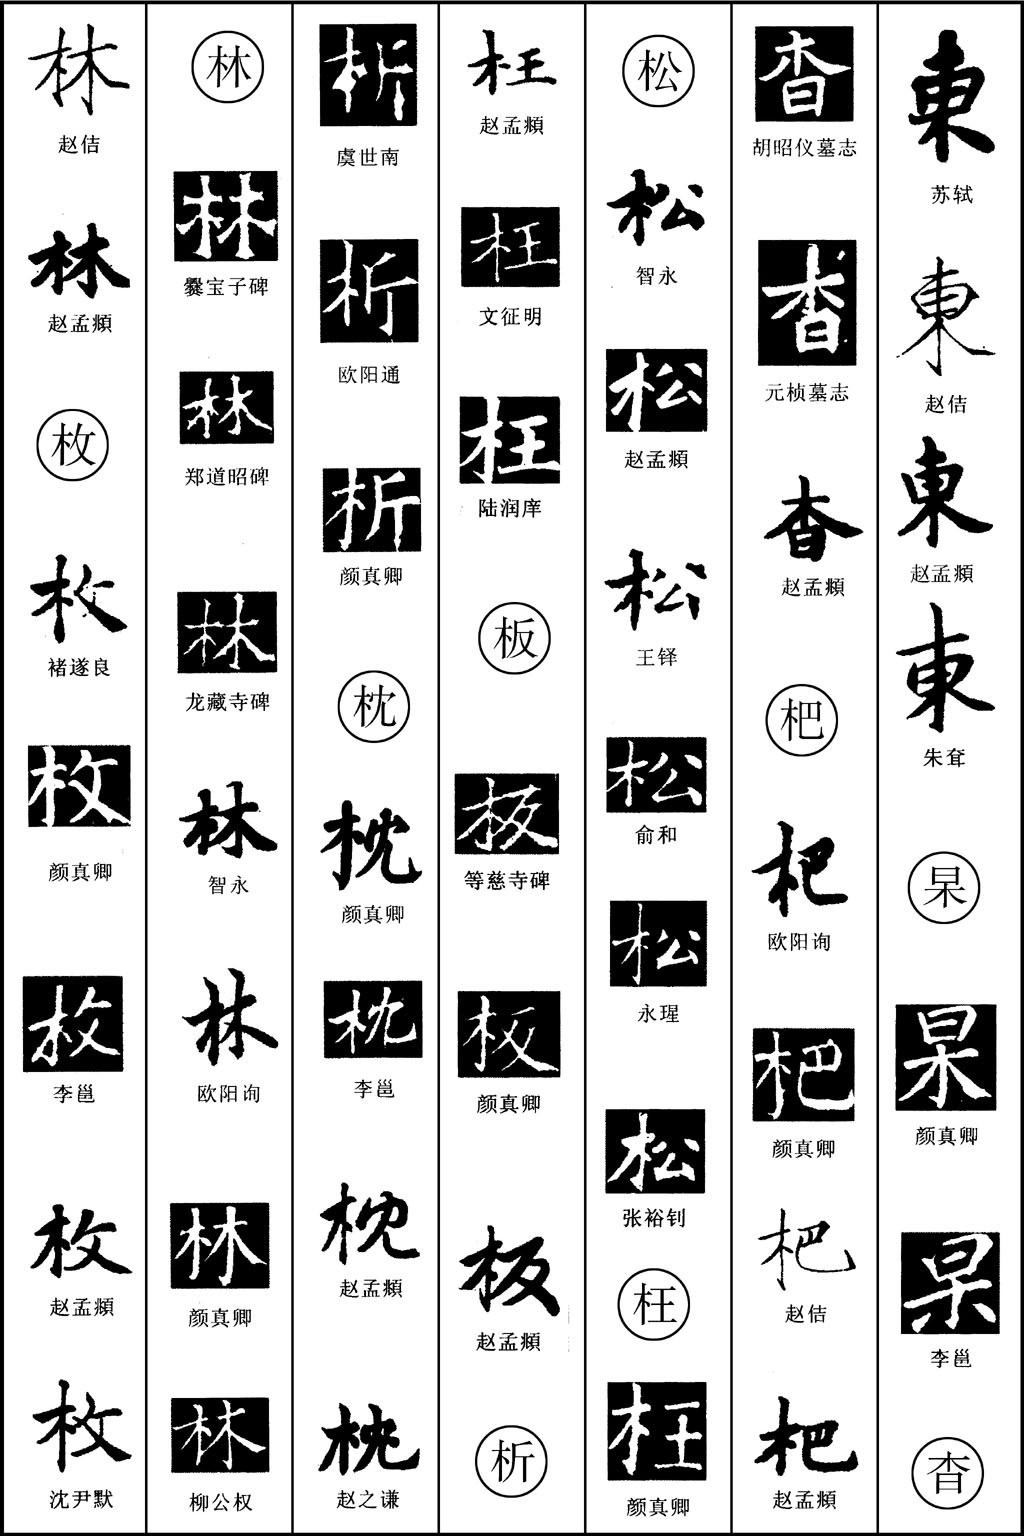 東
苏轼
東
赵佶
東
赵孟頫
東
朱耷
杲
杲
颜真卿
杲
李邕
杳
杳
胡昭仪墓志
杳
元桢墓志
杳
赵孟頫
杷
杷
欧阳询
杷
颜真卿
杷
赵佶
杷
赵孟頫
松
松
智永
松
赵孟頫
松
王铎
松
俞和
松
永瑆
松
张裕钊
枉
枉
颜真卿
枉
赵孟頫
枉
文征明
枉
陆润庠
板
板
等慈寺碑
板
颜真卿
板
赵孟頫
析
析
虞世南
析
欧阳通
析
颜真卿
枕
枕
颜真卿
枕
李邕
枕
赵孟頫
枕
赵之谦
林
林
爨宝子碑
林
郑道昭碑
林
龙藏寺碑
林
智永
林
欧阳询
林
颜真卿
林
柳公权
林
赵佶
林
赵孟頫
枚
枚
褚遂良
枚
颜真卿
枚
李邕
枚
赵孟頫
枚
沈尹默